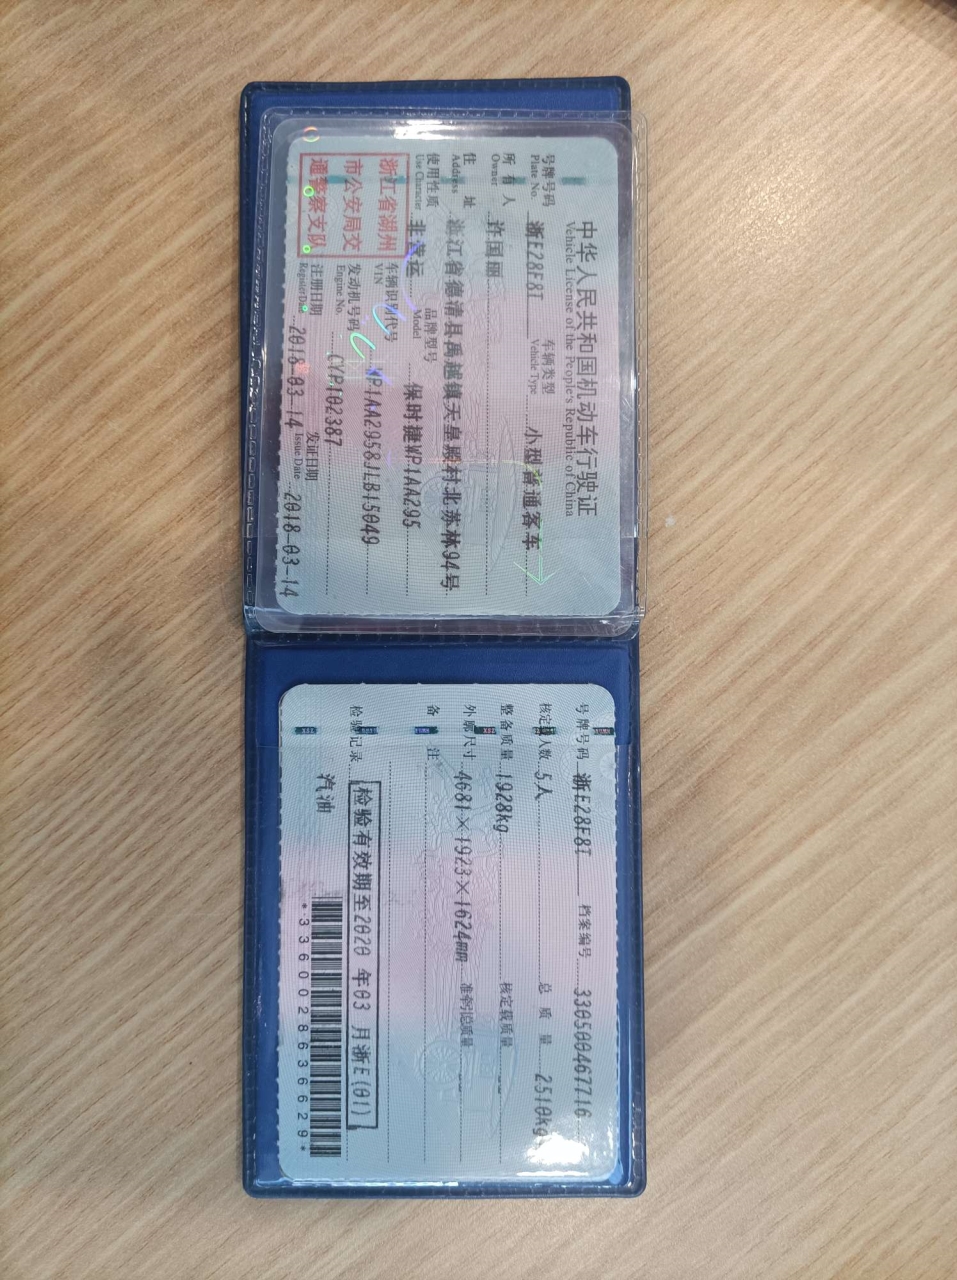 中华人民共和国机动车行驶证
Vehicle License of the People's Republic of China
号牌号码 浙E28E8T 车辆类型 小型普通客车
Plate No. Vehicle Type
所有人 许国丽
Owner
住址 浙江省德清县禹越镇天皇殿村北苏林94号
Address
使用性质 非营运 品牌型号 保时捷WP1AA295
Use Character Model
浙江省湖州
市公安局交
通警察支队
车辆识别代号 WP1AA2958JLB15049
VIN
发动机号码 CYP102387
Engine No.
注册日期 2018-03-14 发证日期 2018-03-14
Register Date Issue Date
号牌号码 浙E28E8T 档案编号 330500467716
核定载人数 5人 总质量 2510kg
整备质量 1928kg 核定载质量 --
外廓尺寸 4681×1923×1624mm 准牵引总质量 --
备注
检验记录 检验有效期至2020年03月浙E(01)
汽油
*3360028636629*